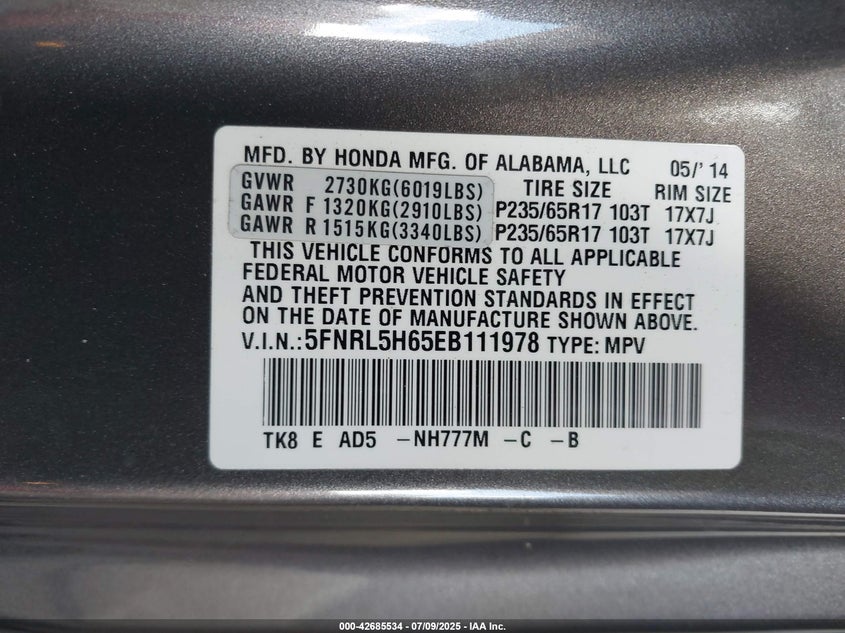 MFD. BY HONDA MFG. OF ALABAMA, LLC 05/' 14
GVWR 2730KG(6019LBS) TIRE SIZE RIM SIZE
GAWR F 1320KG(2910LBS) P235/65R17 103T 17X7J
GAWR R 1515KG(3340LBS) P235/65R17 103T 17X7J
THIS VEHICLE CONFORMS TO ALL APPLICABLE
FEDERAL MOTOR VEHICLE SAFETY
AND THEFT PREVENTION STANDARDS IN EFFECT
ON THE DATE OF MANUFACTURE SHOWN ABOVE.
V.I.N.:5FNRL5H65EB111978 TYPE: MPV
TK8 E AD5 -NH777M -C -B
000-42685534 - 07/09/2025 - IAA Inc.